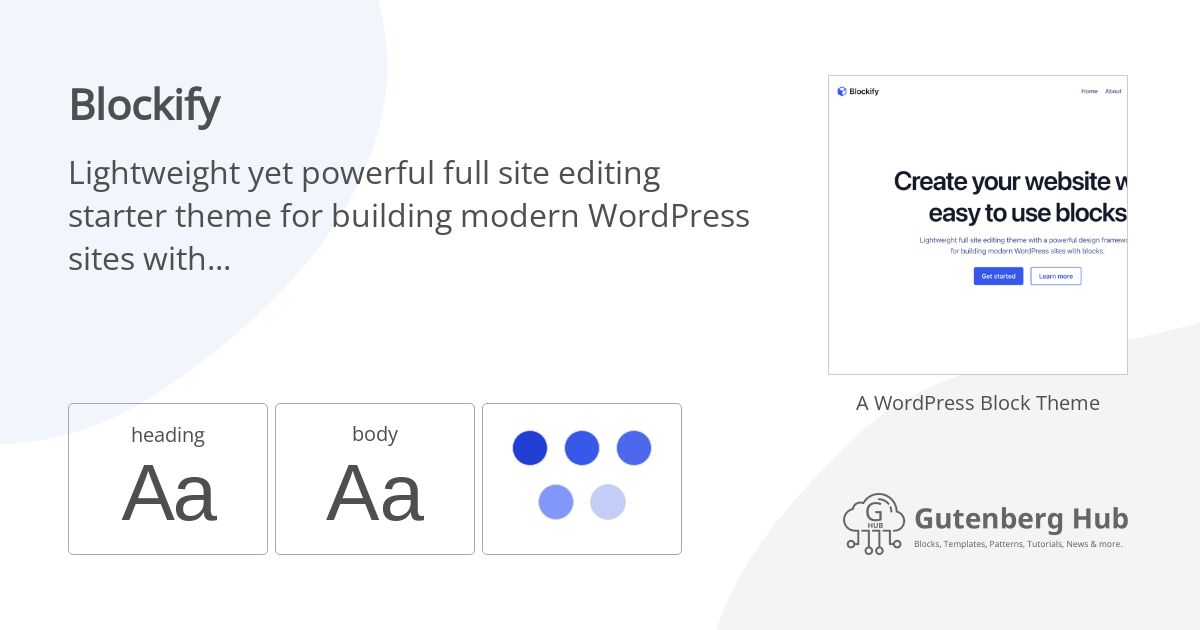 Blockify
Lightweight yet powerful full site editing
starter theme for building modern WordPress
sites with...
heading
Aa
body
Aa
Blockify
Home About
Create your website w
easy to use blocks
Lightweight full site editing theme with a powerful design framewo
for building modern WordPress sites with blocks.
Get started Learn more
A WordPress Block Theme
G
HUB
Gutenberg Hub
Blocks, Templates, Patterns, Tutorials, News & more.